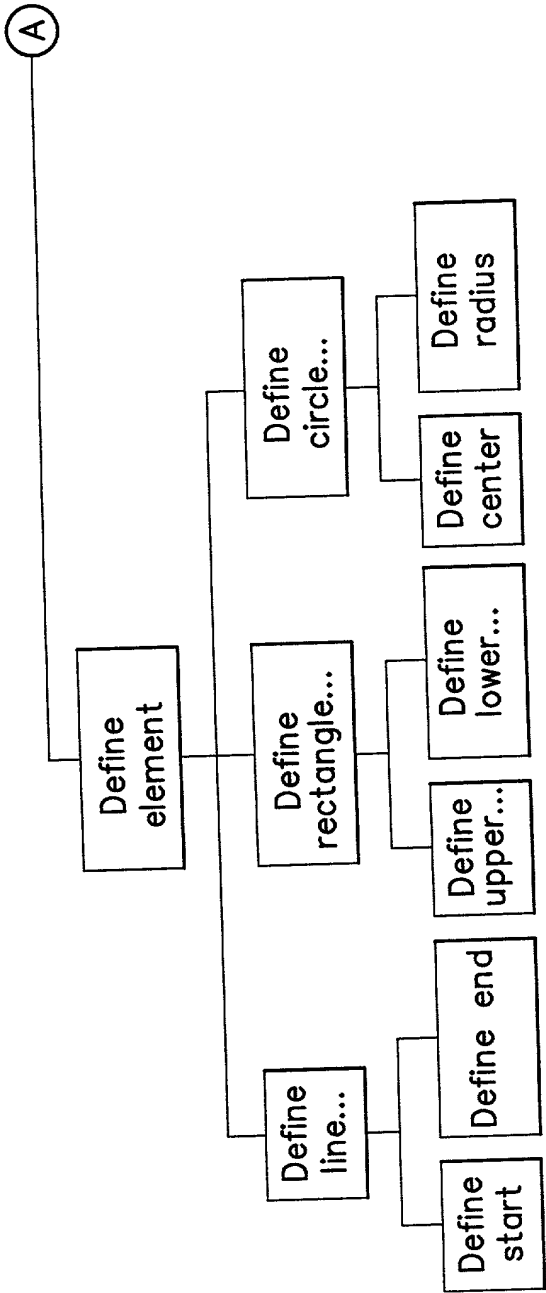 A
Define
element
Define
line...
Define
rectangle...
Define
circle...
Define
start
Define end
Define
upper...
Define
lower...
Define
center
Define
radius